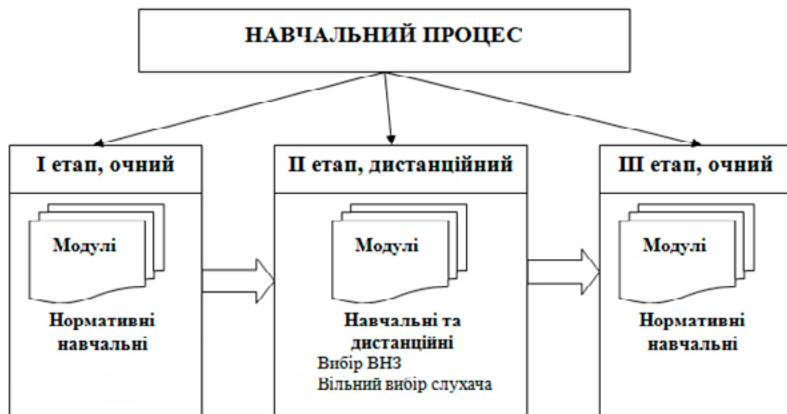 НАВЧАЛЬНИЙ ПРОЦЕС
І етап, очний
Модулі
Нормативні
навчальні
ІІ етап, дистанційний
Модулі
Навчальні та
дистанційні
Вибір ВНЗ
Вільний вибір слухача
ІІІ етап, очний
Модулі
Нормативні
навчальні